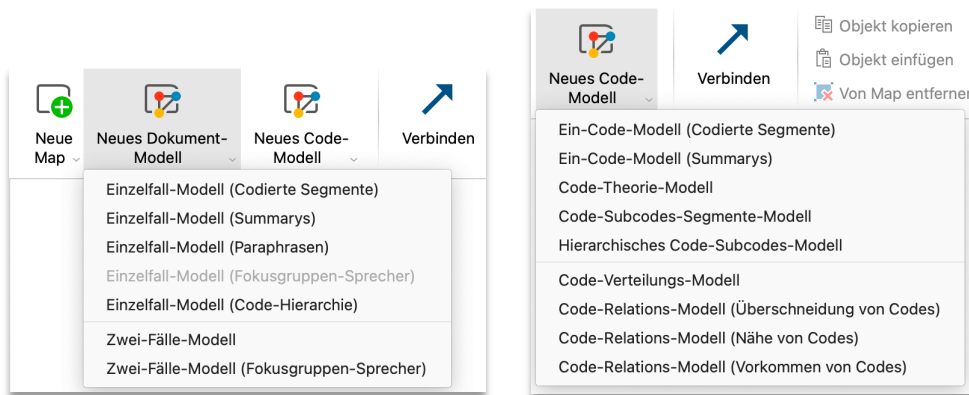 Neue
Map
Neues Dokument-
Modell
Neues Code-
Modell
Verbinden
Einzelfall-Modell (Codierte Segmente)
Einzelfall-Modell (Summarys)
Einzelfall-Modell (Paraphrasen)
Einzelfall-Modell (Fokusgruppen-Sprecher)
Einzelfall-Modell (Code-Hierarchie)
Zwei-Fälle-Modell
Zwei-Fälle-Modell (Fokusgruppen-Sprecher)
Neues Code-
Modell
Verbinden
Objekt kopieren
Objekt einfügen
Von Map entferner
Ein-Code-Modell (Codierte Segmente)
Ein-Code-Modell (Summarys)
Code-Theorie-Modell
Code-Subcodes-Segmente-Modell
Hierarchisches Code-Subcodes-Modell
Code-Verteilungs-Modell
Code-Relations-Modell (Überschneidung von Codes)
Code-Relations-Modell (Nähe von Codes)
Code-Relations-Modell (Vorkommen von Codes)